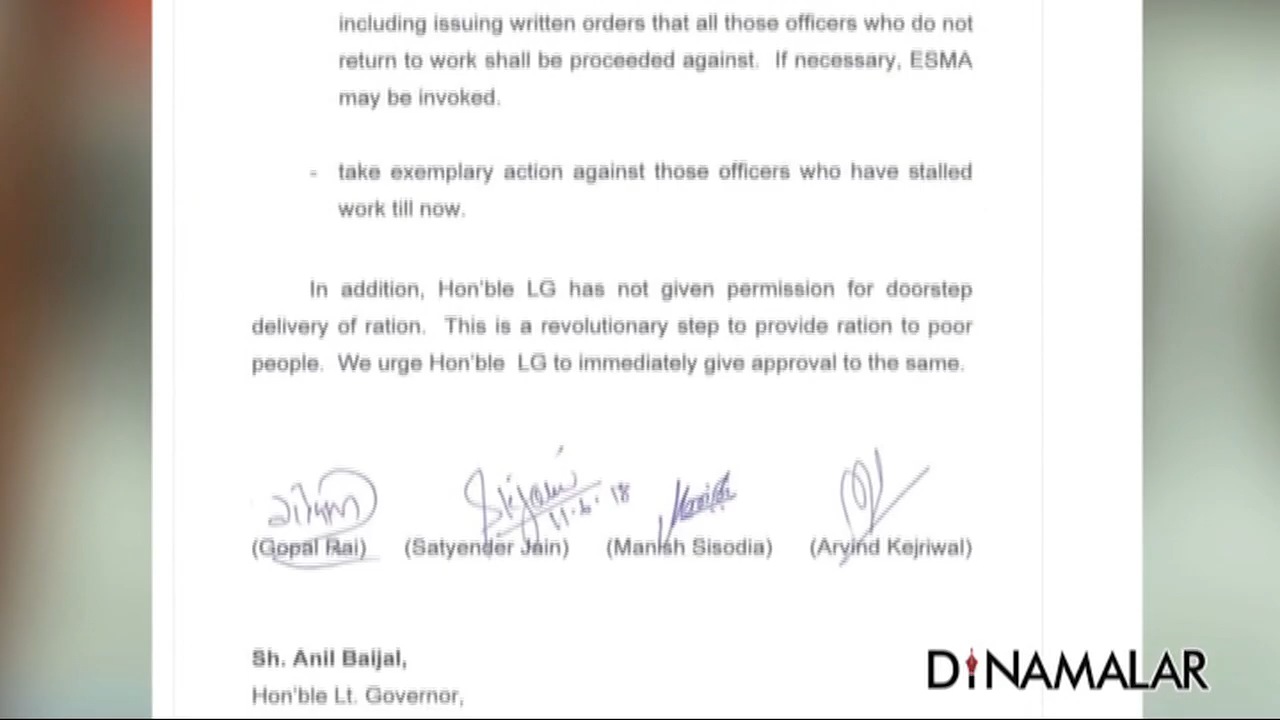 including issuing written orders that all those officers who do not
return to work shall be proceeded against. If necessary, ESMA
may be invoked.
- take exemplary action against those officers who have stalled
work till now.
In addition, Hon'ble LG has not given permission for doorstep
delivery of ration. This is a revolutionary step to provide ration to poor
people. We urge Hon'ble LG to immediately give approval to the same.
11.6.18
(Gopal Rai) (Satyender Jain) (Manish Sisodia) (Arvind Kejriwal)
Sh. Anil Baijal,
Hon'ble Lt. Governor,
DINAMALAR